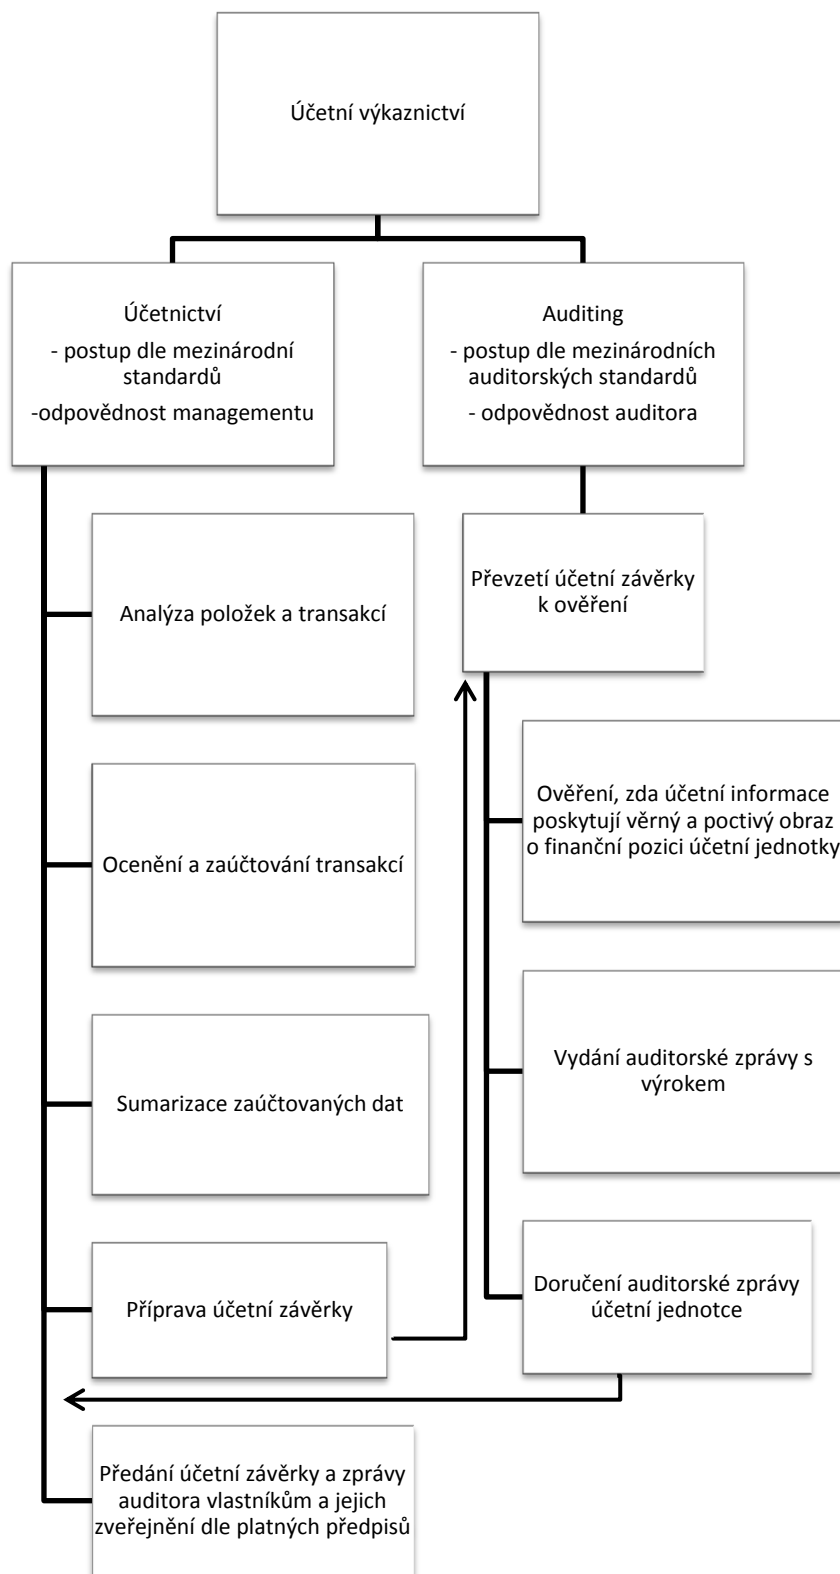 Účetní výkaznictví
Účetnictví
- postup dle mezinárodní
standardů
-odpovědnost managementu
Auditing
- postup dle mezinárodních
auditorských standardů
- odpovědnost auditora
Analýza položek a transakcí
Ocenění a zaúčtování transakcí
Sumarizace zaúčtovaných dat
Příprava účetní závěrky
Předání účetní závěrky a zprávy
auditora vlastníkům a jejich
zveřejnění dle platných předpisů
Převzetí účetní závěrky
k ověření
Ověření, zda účetní informace
poskytují věrný a poctivý obraz
o finanční pozici účetní jednotky
Vydání auditorské zprávy s
výrokem
Doručení auditorské zprávy
účetní jednotce